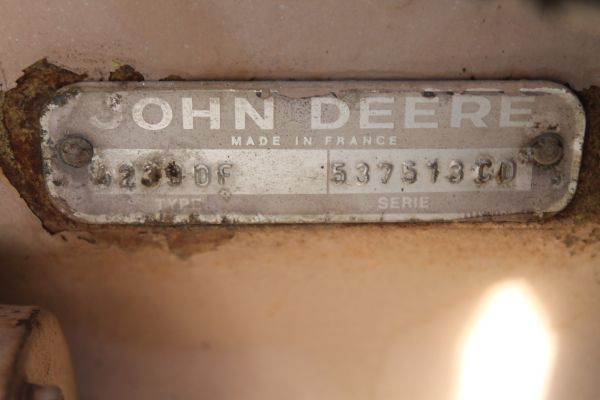 JOHN DEERE
MADE IN FRANCE
537513CD
TYPE SERIE